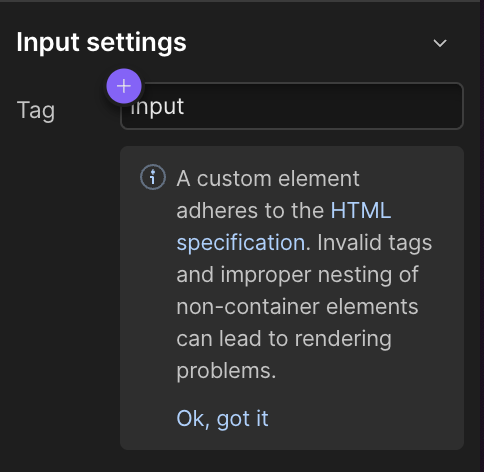 Input settings
Tag
input
A custom element
adheres to the HTML
specification. Invalid tags
and improper nesting of
non-container elements
can lead to rendering
problems.
Ok, got it